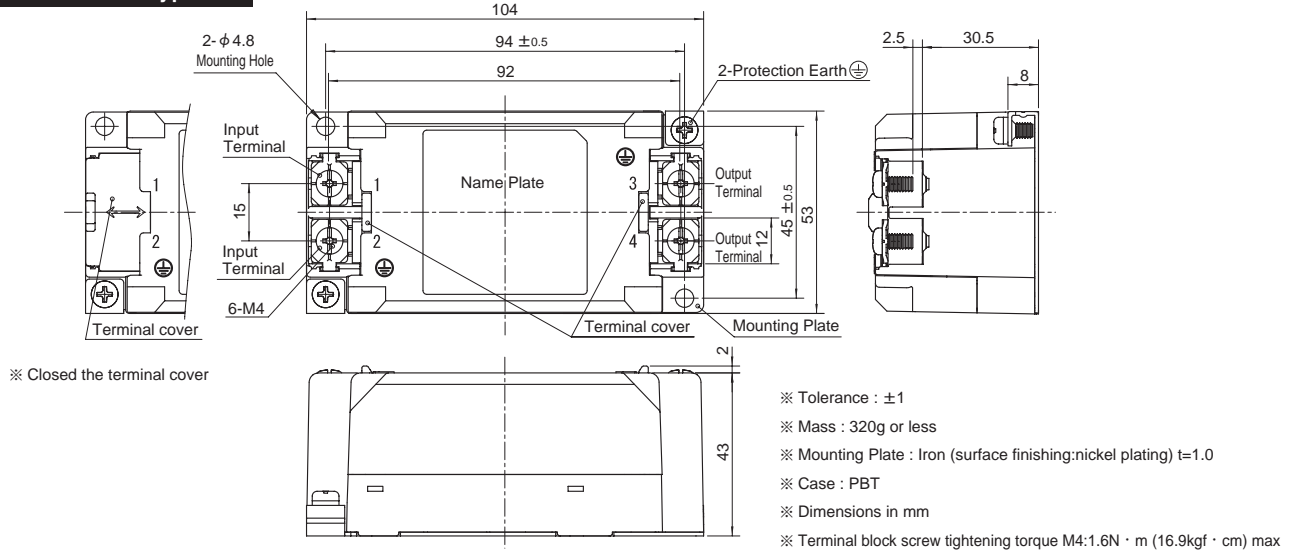 104
94 ±0.5
92
2-φ4.8
Mounting Hole
2-Protection Earth
2.5
30.5
8
Input
Terminal
1
2
15
1
2
Name Plate
3
4
Output
Terminal
Output
Terminal
12
45 ±0.5
53
Input
Terminal
6-M4
Terminal cover
Terminal cover
Mounting Plate
※ Closed the terminal cover
2
43
※ Tolerance : ±1
※ Mass : 320g or less
※ Mounting Plate : Iron (surface finishing:nickel plating) t=1.0
※ Case : PBT
※ Dimensions in mm
※ Terminal block screw tightening torque M4:1.6N · m (16.9kgf · cm) max